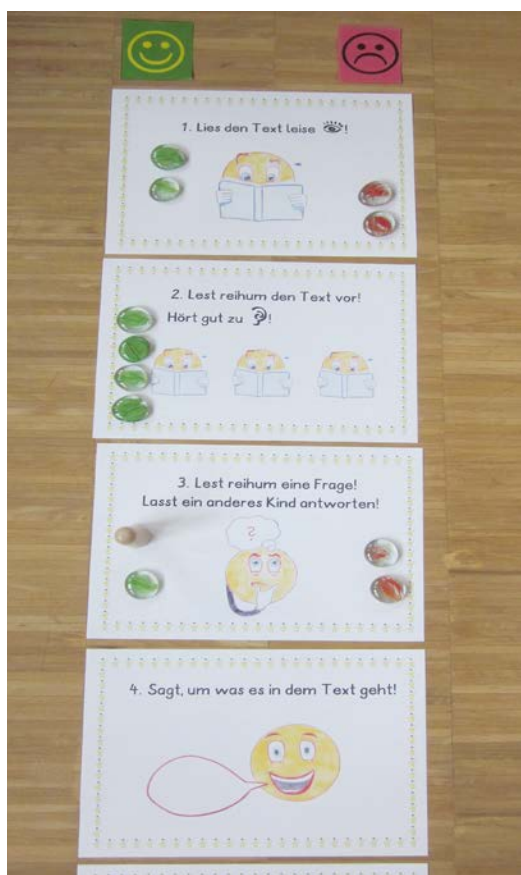 1. Lies den Text leise !
2. Lest reihum den Text vor!
Hört gut zu !
3. Lest reihum eine Frage!
Lasst ein anderes Kind antworten!
?
4. Sagt, um was es in dem Text geht!